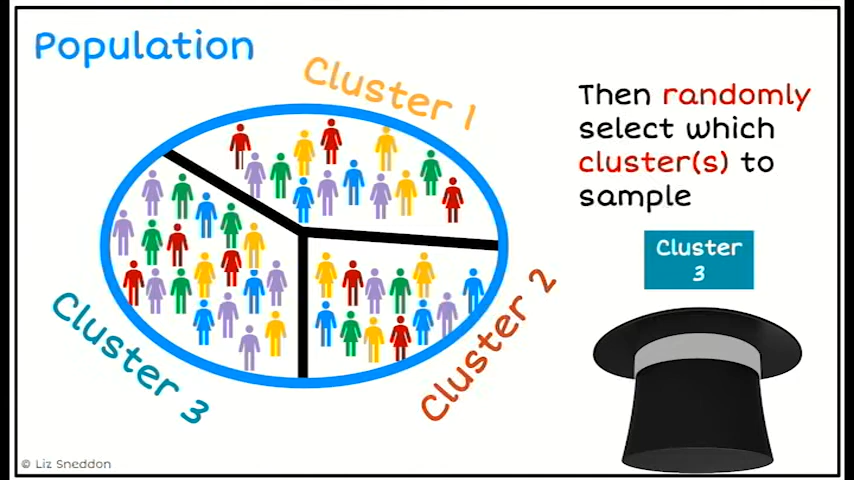 Population
Cluster 1
Then randomly
select which
cluster(s) to
sample
Cluster
3
Cluster 2
Cluster 3
© Liz Sneddon